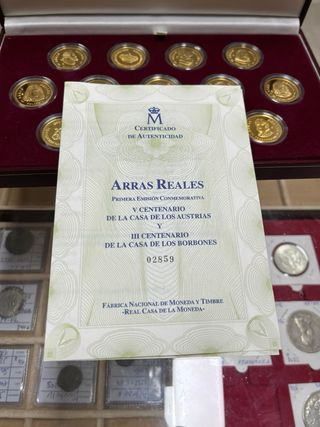 M
CERTIFICADO
DE AUTENTICIDAD
ARRAS REALES
PRIMERA EMISIÓN CONMEMORATIVA
V CENTENARIO
DE LA CASA DE LOS AUSTRIAS
Y
III CENTENARIO
DE LA CASA DE LOS BORBONES
02859
FÁBRICA NACIONAL DE MONEDA Y TIMBRE
-REAL CASA DE LA MONEDA-